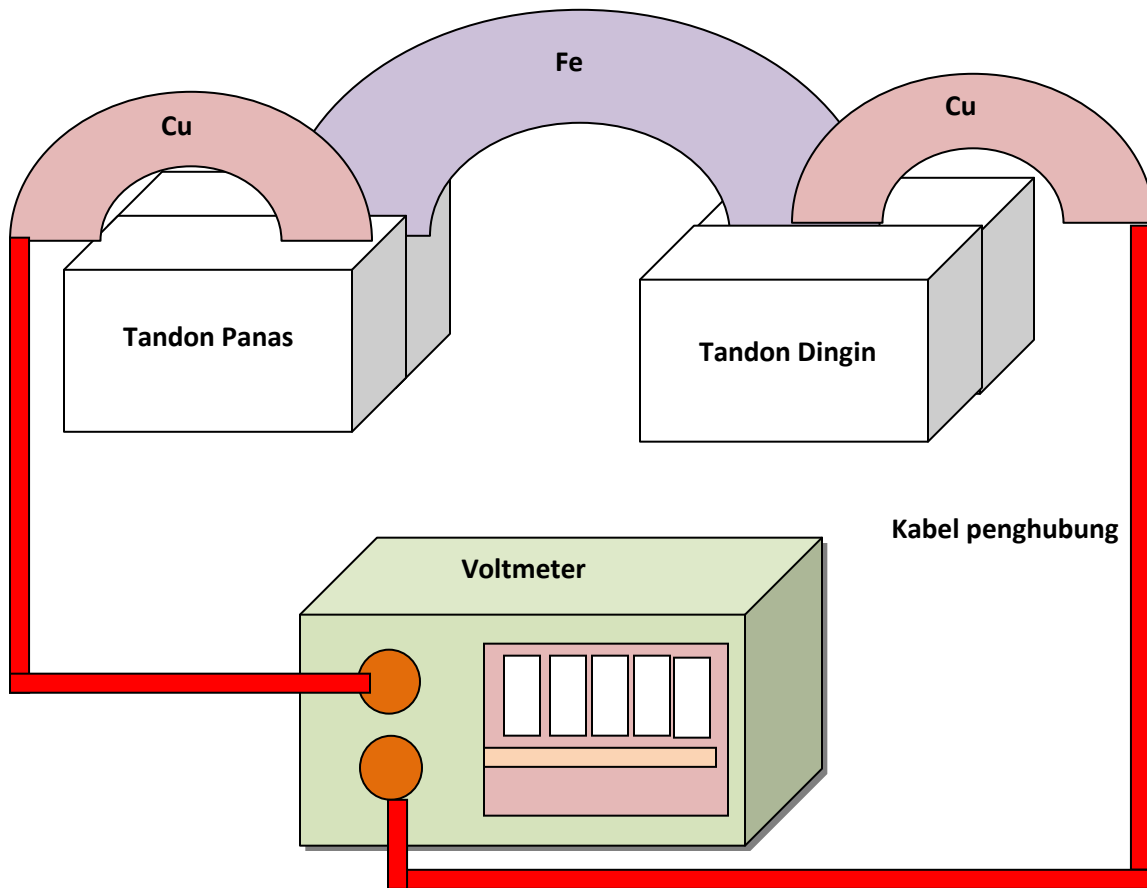 Fe
Cu
Cu
Tandon Panas
Tandon Dingin
Kabel penghubung
Voltmeter